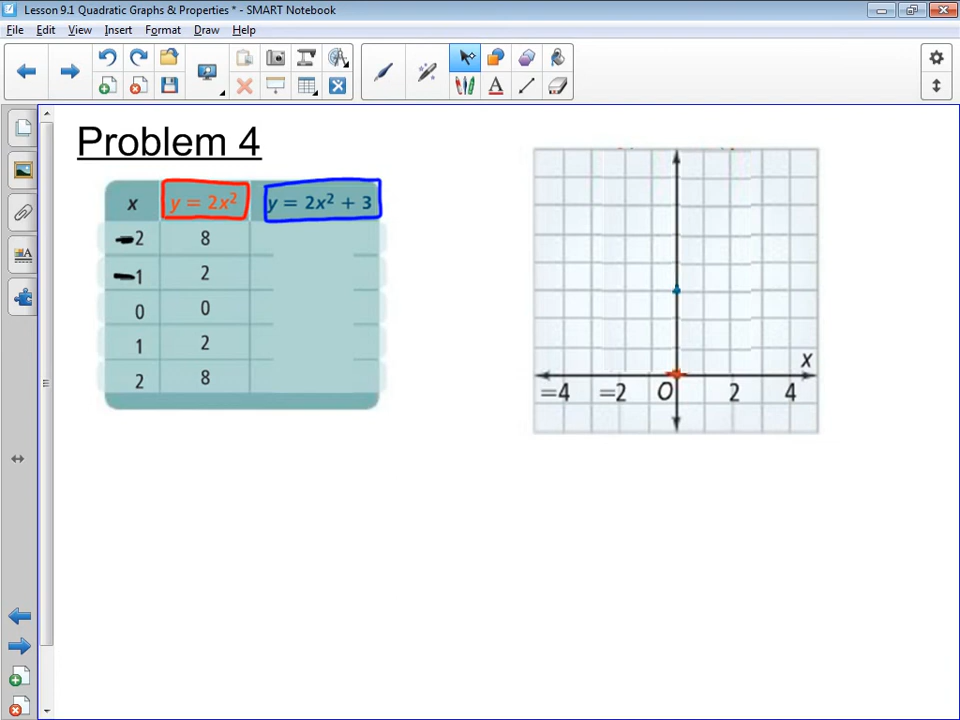 Lesson 9.1 Quadratic Graphs & Properties * - SMART Notebook
File Edit View Insert Format Draw Help
Problem 4
x y = 2x² y = 2x² + 3
-2 8
-1 2
0 0
1 2
2 8
x
=4 =2 O 2 4